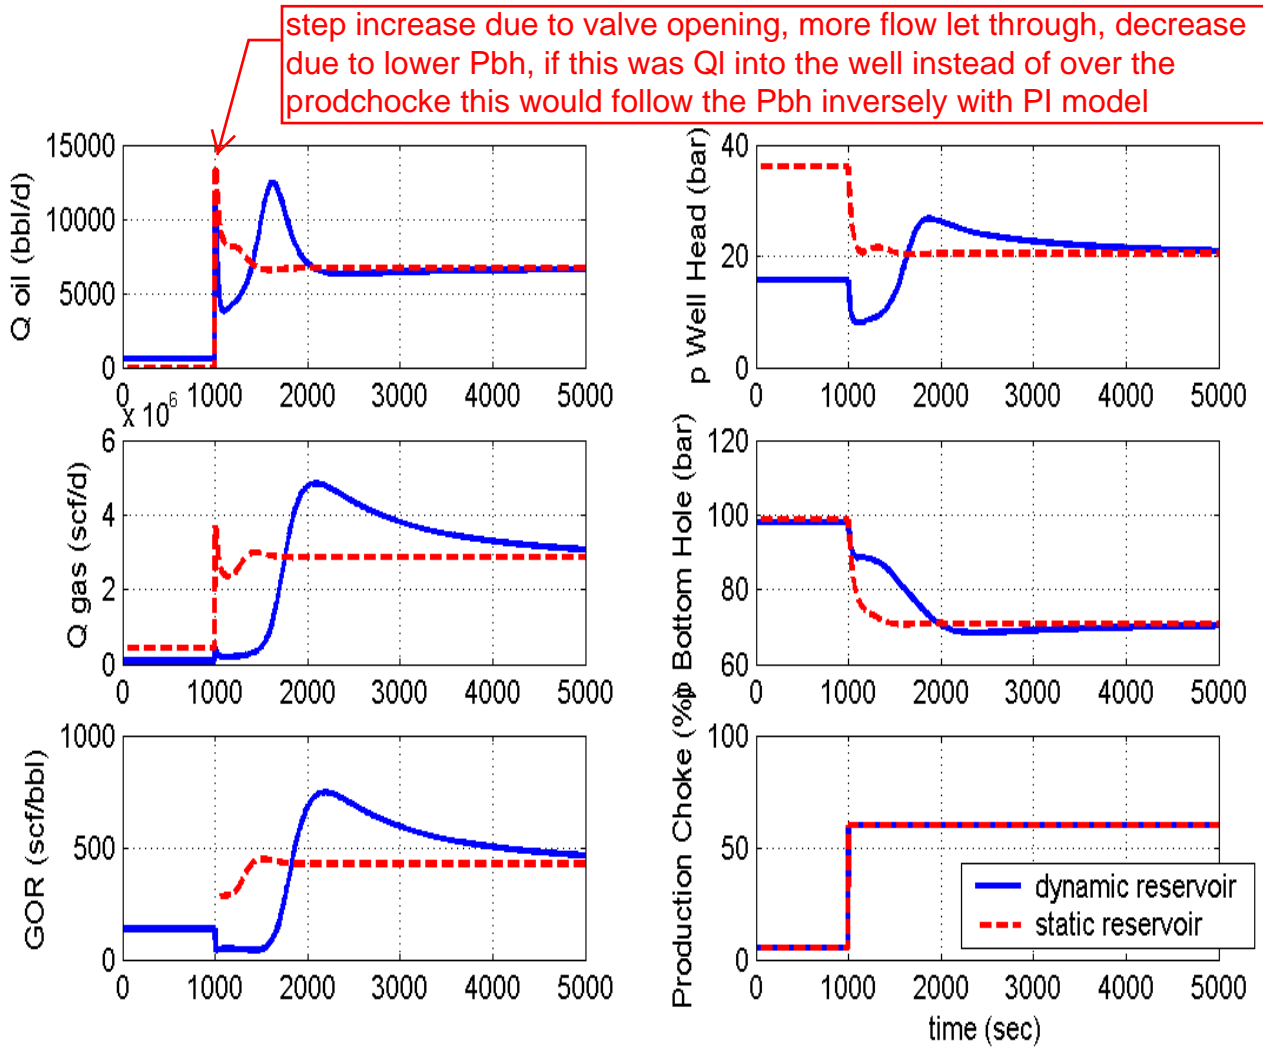 step increase due to valve opening, more flow let through, decrease
due to lower Pbh, if this was Ql into the well instead of over the
prodchocke this would follow the Pbh inversely with PI model
Q oil (bbl/d)
15000
10000
5000
0
0 1000 2000 3000 4000 5000
p Well Head (bar)
40
20
0
0 1000 2000 3000 4000 5000
x 10^6
Q gas (scf/d)
6
4
2
0
0 1000 2000 3000 4000 5000
p Bottom Hole (bar)
120
100
80
60
0 1000 2000 3000 4000 5000
GOR (scf/bbl)
1000
500
0
0 1000 2000 3000 4000 5000
Production Choke (%)
100
50
0
0 1000 2000 3000 4000 5000
dynamic reservoir
static reservoir
time (sec)